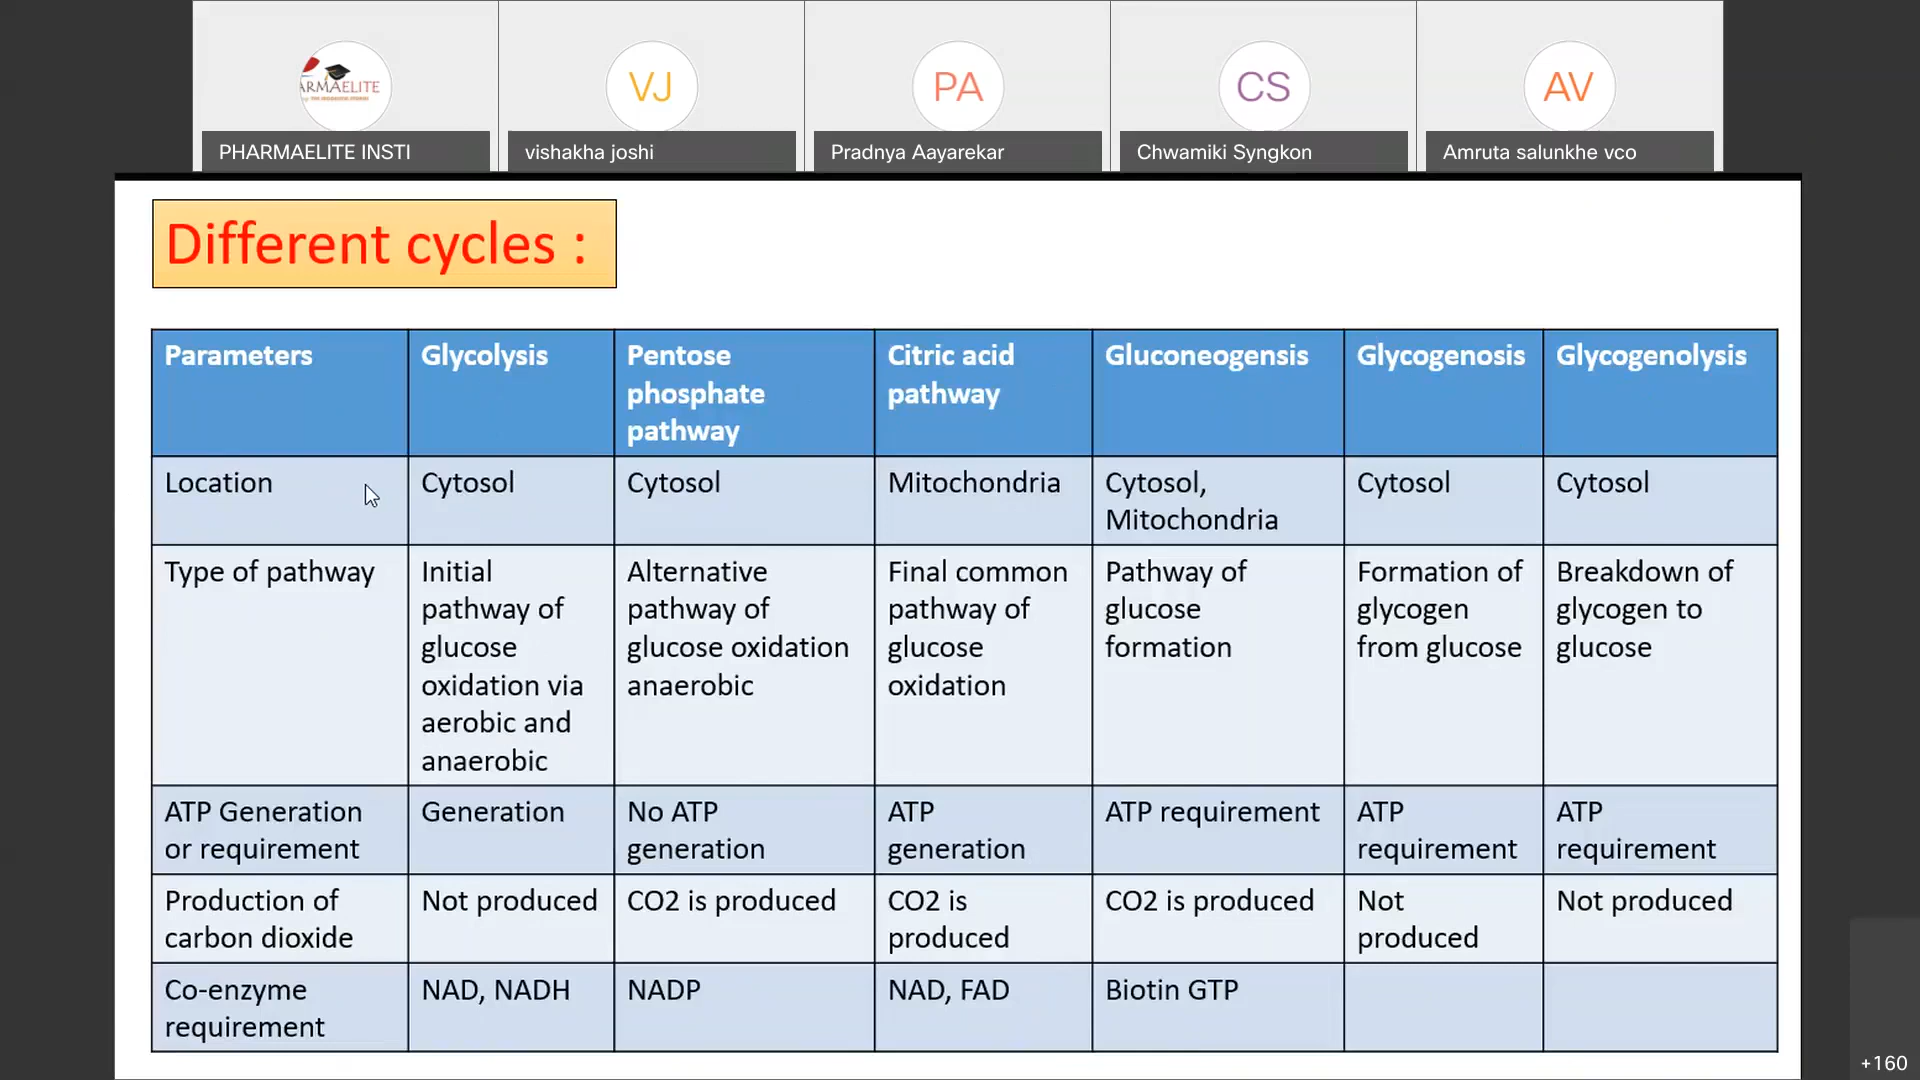 ARMAELITE
VJ
PA
CS
AV
PHARMAELITE INSTI
vishakha joshi
Pradnya Aayarekar
Chwamiki Syngkon
Amruta salunkhe vco
Different cycles :
Parameters
Glycolysis
Pentose
phosphate
pathway
Citric acid
pathway
Gluconeogensis
Glycogenosis
Glycogenolysis
Location
Cytosol
Cytosol
Mitochondria
Cytosol,
Mitochondria
Cytosol
Cytosol
Type of pathway
Initial
pathway of
glucose
oxidation via
aerobic and
anaerobic
Alternative
pathway of
glucose oxidation
anaerobic
Final common
pathway of
glucose
oxidation
Pathway of
glucose
formation
Formation of
glycogen
from glucose
Breakdown of
glycogen to
glucose
ATP Generation
or requirement
Generation
No ATP
generation
ATP
generation
ATP requirement
ATP
requirement
ATP
requirement
Production of
carbon dioxide
Not produced
CO2 is produced
CO2 is
produced
CO2 is produced
Not
produced
Not produced
Co-enzyme
requirement
NAD, NADH
NADP
NAD, FAD
Biotin GTP
+160